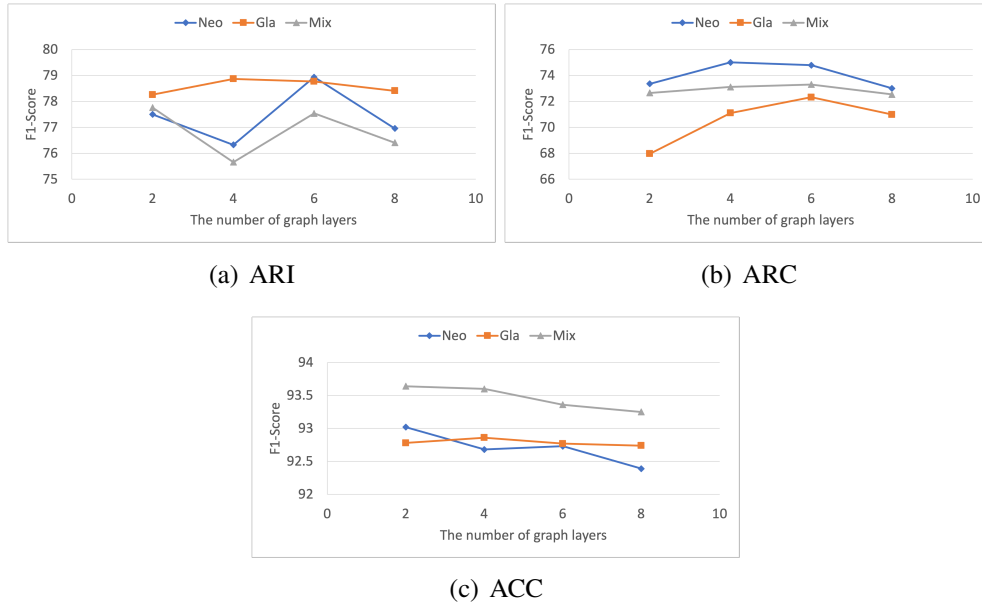 Neo Gla Mix
80
79
78
77
76
75
F1-Score
0 2 4 6 8 10
The number of graph layers
(a) ARI
Neo Gla Mix
76
74
72
70
68
66
F1-Score
0 2 4 6 8 10
The number of graph layers
(b) ARC
Neo Gla Mix
94
93.5
93
92.5
92
F1-Score
0 2 4 6 8 10
The number of graph layers
(c) ACC